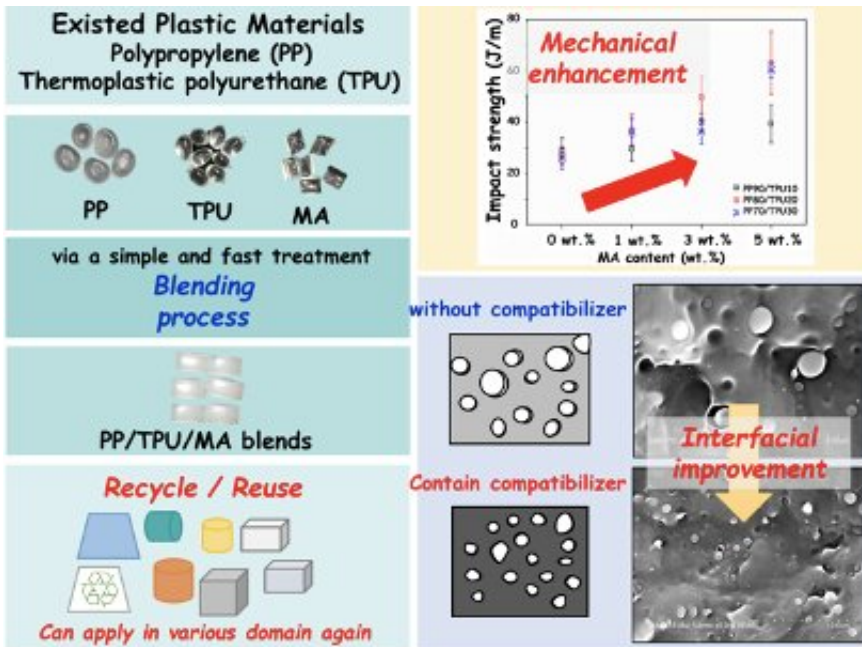 Existed Plastic Materials
Polypropylene (PP)
Thermoplastic polyurethane (TPU)
PP
TPU
MA
via a simple and fast treatment
Blending
process
PP/TPU/MA blends
Recycle / Reuse
Can apply in various domain again
Mechanical
enhancement
Impact strength (J/m)
80
60
40
20
0
PP90/TPU10
PP80/TPU20
PP70/TPU30
0 wt.%
1 wt.%
3 wt.%
5 wt.%
MA content (wt.%)
without compatibilizer
Contain compatibilizer
Interfacial
improvement